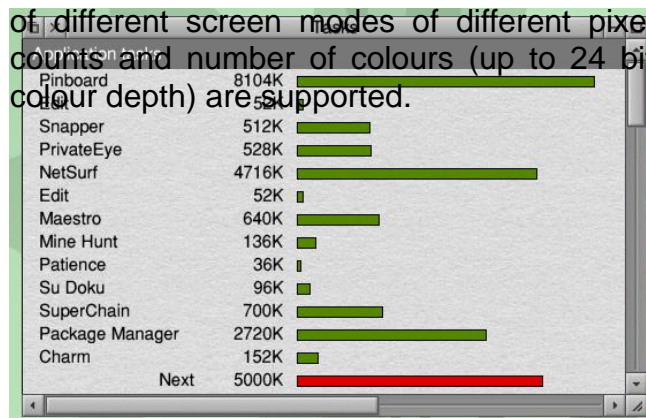 of different screen modes of different pixe
Tasks
Application tasks
counts and number of colours (up to 24 bi
Pinboard 8104K
colour depth) are supported.
Edit 52K
Snapper 512K
PrivateEye 528K
NetSurf 4716K
Edit 52K
Maestro 640K
Mine Hunt 136K
Patience 36K
Su Doku 96K
SuperChain 700K
Package Manager 2720K
Charm 152K
Next 5000K